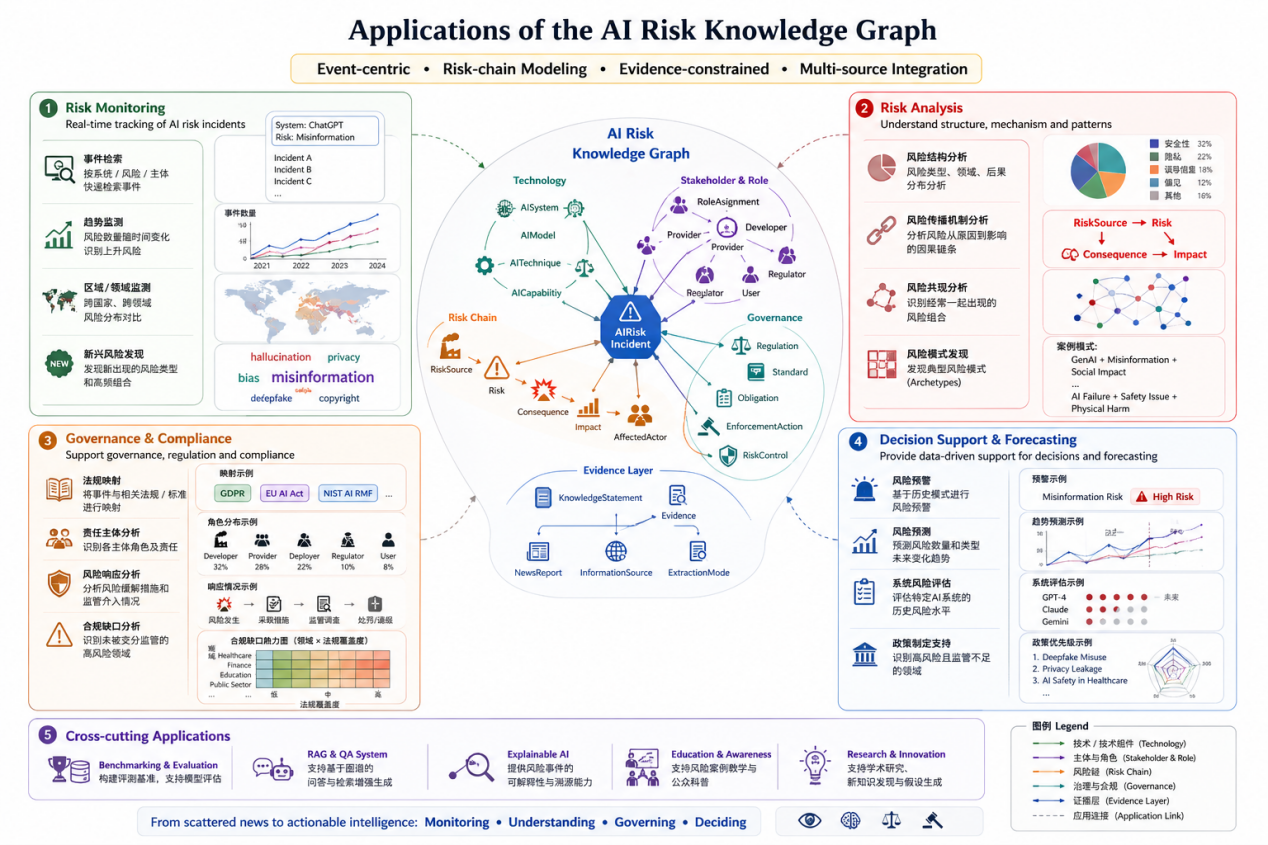 Applications of the AI Risk Knowledge Graph
Event-centric • Risk-chain Modeling • Evidence-constrained • Multi-source Integration
1 Risk Monitoring
Real-time tracking of AI risk incidents
事件检索
按系统 / 风险 / 主体
快速检索事件
趋势监测
风险数量随时间变化
识别上升风险
区域/领域监测
跨国家、跨领域
风险分布对比
NEW
新兴风险发现
发现新出现的风险类型
和高频组合
System: ChatGPT
Risk: Misinformation
Incident A
Incident B
Incident C
...
事件数量
2021 2022 2023 2024
hallucination privacy
bias misinformation
deefake copyright
AI Risk
Knowledge Graph
Technology
AISystem
AIModel
AITechnique
AICapabiitiy
Stakeholder & Role
RoleAssignment
Provider
Developer
Provider
Regulator
Regulator
User
AIRisk
Incident
Risk Chain
RiskSource
Risk
Consequence
Impact
AffectedActor
Governance
Regulation
Standard
Obligation
EnforcementAction
RiskControl
Evidence Layer
KnowledgeStatement
Evidence
NewsReport
InformationSource
ExtractionMode
2 Risk Analysis
Understand structure, mechanism and patterns
风险结构分析
风险类型、领域、后果
分布分析
风险传播机制分析
分析风险从原因到影响
的因果链条
风险共现分析
识别经常一起出现的
风险组合
风险模式发现
发现典型风险模式
(Archetypes)
安全性 32%
隐私 22%
误导信息 18%
偏见 12%
其他 16%
RiskSource → Risk
Consequence → Impact
案例模式:
GenAI + Misinformation +
Social Impact
...
AI Failure + Safety Issue +
Physical Harm
3 Governance & Compliance
Support governance, regulation and compliance
法规映射
将事件与相关法规 / 标准
进行映射
责任主体分析
识别各主体角色及责任
风险响应分析
分析风险缓解措施和
监管介入情况
合规缺口分析
识别未被变分监管的
高风险领域
映射示例
GDPR EU AI Act NIST AI RMF ...
角色分布示例
Developer Provider Deployer Regulator User
32% 28% 22% 10% 8%
响应情况示例
风险发生 采取措施 监管调查
合规缺口热力图（领域 × 法规覆盖度）
Healthcare
Finance
Education
Public Sector
... ...
低 中 高
法规覆盖度
4 Decision Support & Forecasting
Provide data-driven support for decisions and forecasting
风险预警
基于历史模式进行
风险预警
风险预测
预测风险数量和类型
未来变化趋势
系统风险评估
评估特定AI系统的
历史风险水平
政策制定支持
识别高风险且监管不足
的领域
预警示例
Misinformation Risk High Risk
趋势预测示例
系统评估示例
GPT-4 未来
Claude
Gemini
政策优先级示例
1. Deepfake Misuse
2. Privacy Leakage
3. AI Safety in Healthcare
...
5 Cross-cutting Applications
Benchmarking & Evaluation
构建评测基准，支持模型评估
RAG & QA System
支持基于图谱的
问答与检索增强生成
Explainable AI
提供风险事件的
可解释性与溯源能力
Education & Awareness
支持风险案例教学与
公众科普
Research & Innovation
支持学术研究、
新知识发现与假设生成
From scattered news to actionable intelligence: Monitoring • Understanding • Governing • Deciding
图例 Legend
技术 / 技术组件 (Technology)
主体与角色 (Stakeholder & Role)
风险链 (Risk Chain)
治理与合规 (Governance)
证据层 (Evidence Layer)
应用连接 (Application Link)